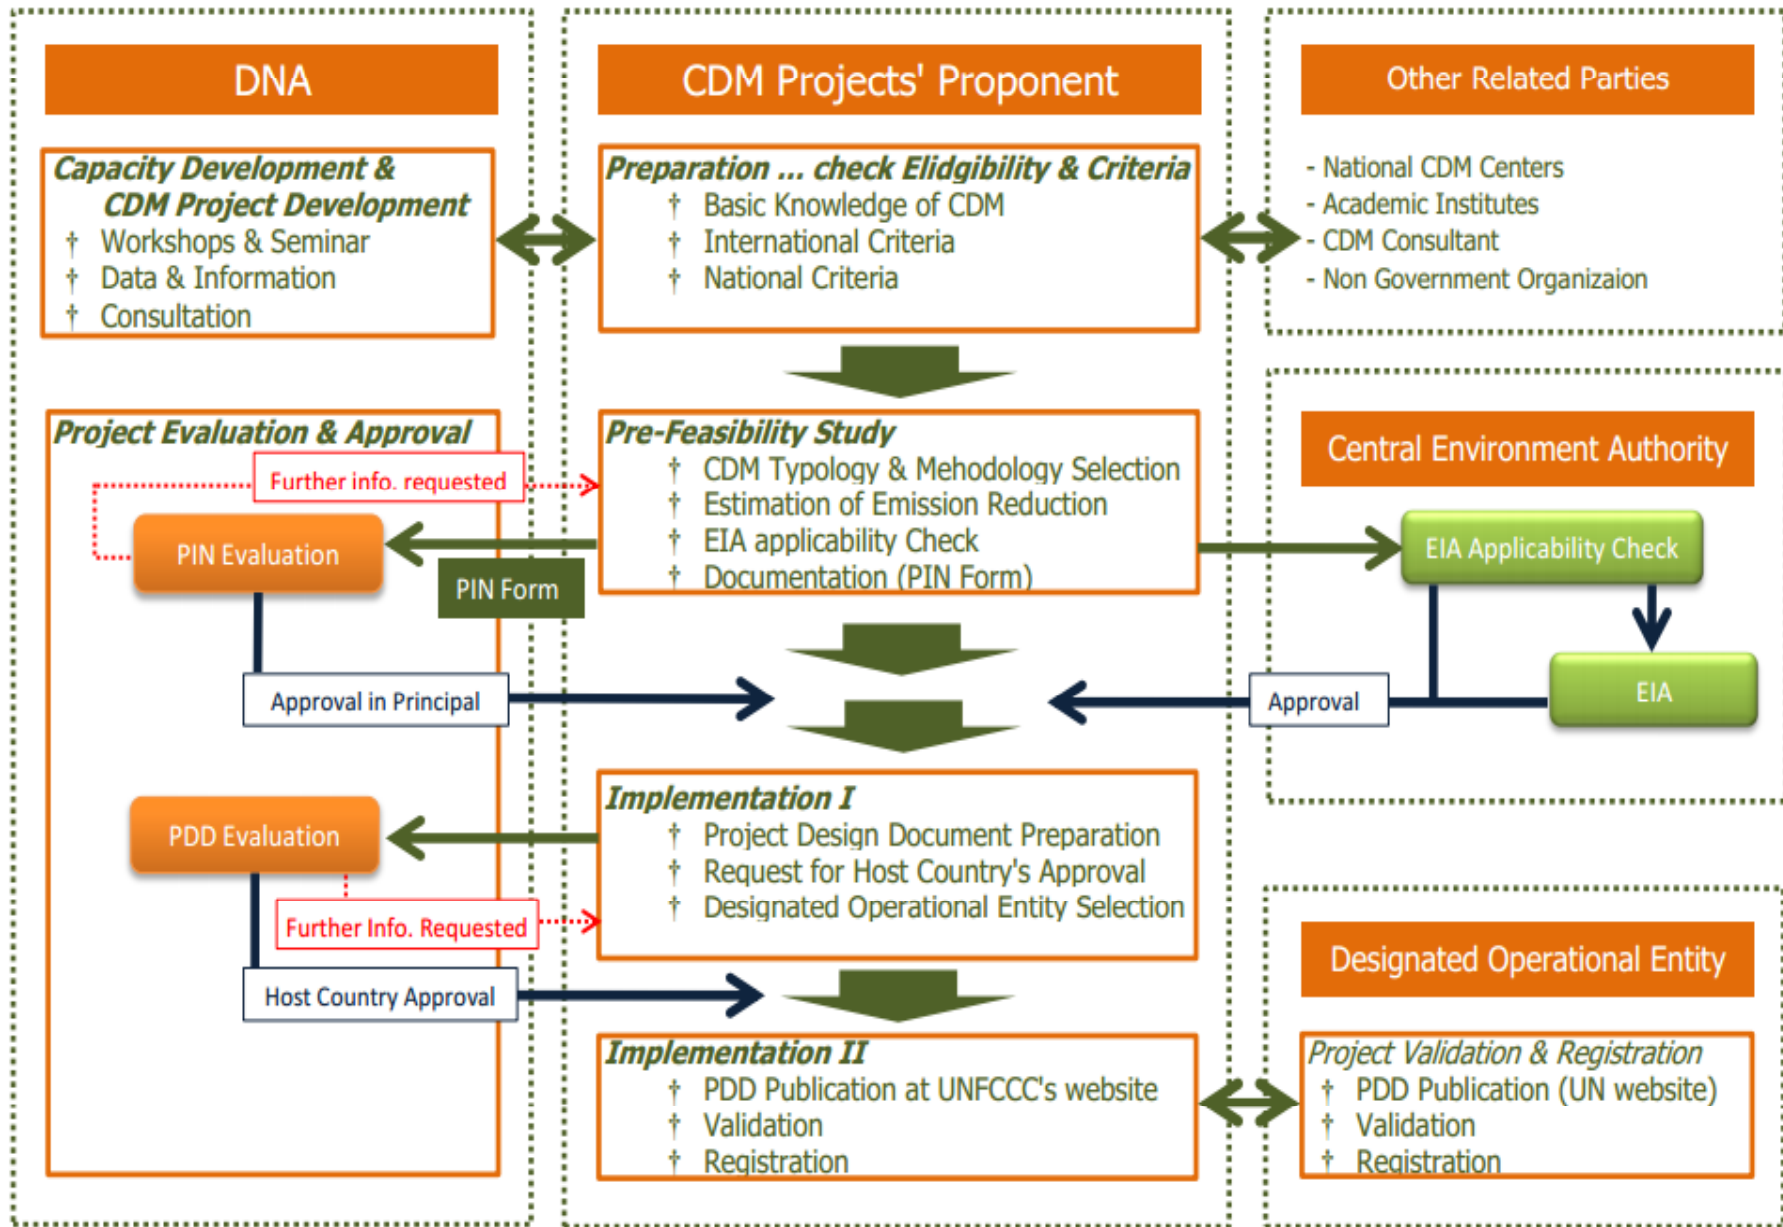 DNA
Capacity Development &
CDM Project Development
† Workshops & Seminar
† Data & Information
† Consultation
Project Evaluation & Approval
Further info. requested
PIN Evaluation
PIN Form
Approval in Principal
PDD Evaluation
Further Info. Requested
Host Country Approval
CDM Projects' Proponent
Preparation ... check Elidgibility & Criteria
† Basic Knowledge of CDM
† International Criteria
† National Criteria
Pre-Feasibility Study
† CDM Typology & Mehodology Selection
† Estimation of Emission Reduction
† EIA applicability Check
† Documentation (PIN Form)
Implementation I
† Project Design Document Preparation
† Request for Host Country's Approval
† Designated Operational Entity Selection
Implementation II
† PDD Publication at UNFCCC's website
† Validation
† Registration
Other Related Parties
- National CDM Centers
- Academic Institutes
- CDM Consultant
- Non Government Organizaion
Central Environment Authority
EIA Applicability Check
EIA
Approval
Designated Operational Entity
Project Validation & Registration
† PDD Publication (UN website)
† Validation
† Registration